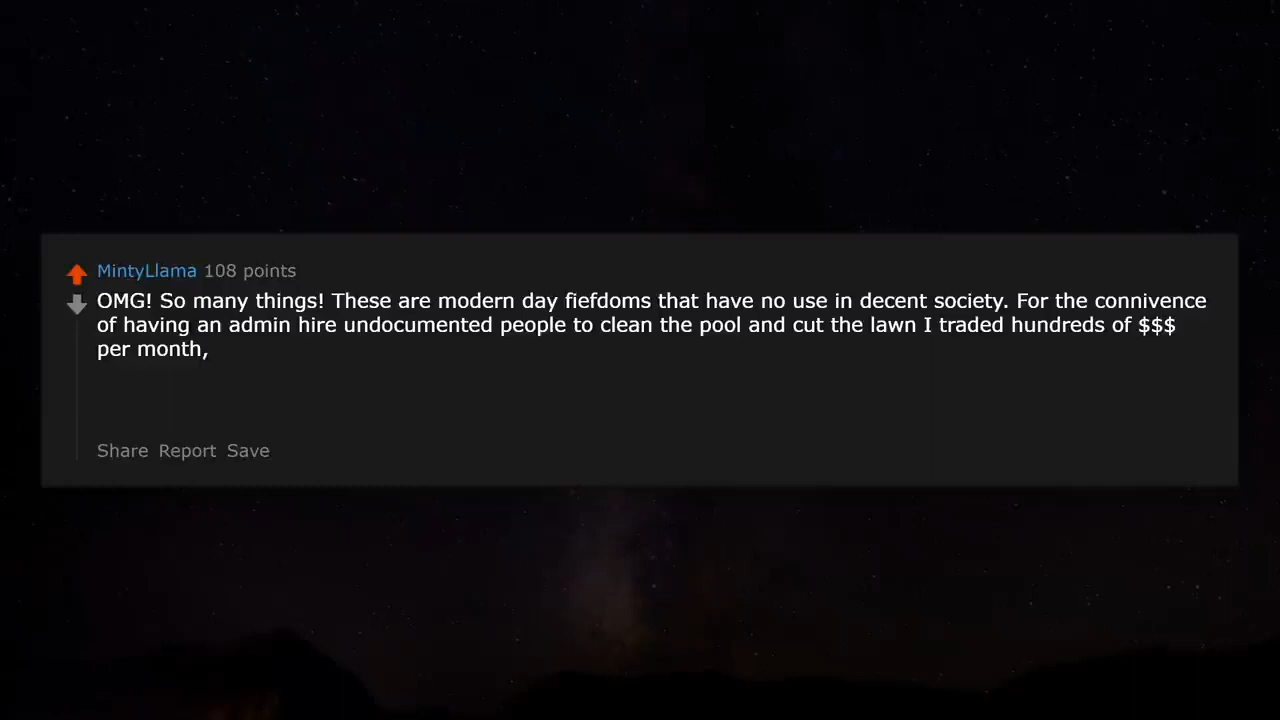 MintyLlama 108 points
OMG! So many things! These are modern day fiefdoms that have no use in decent society. For the connivence
of having an admin hire undocumented people to clean the pool and cut the lawn I traded hundreds of $$$
per month,
Share Report Save